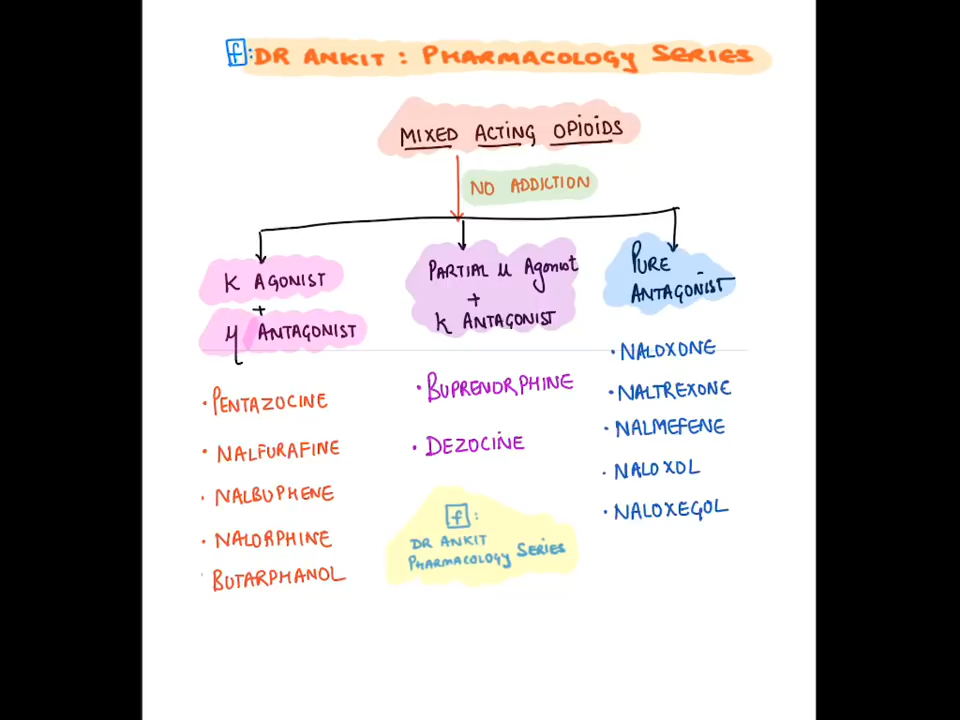 f: DR ANKIT : PHARMACOLOGY SERIES
MIXED ACTING OPIOIDS
NO ADDICTION
K AGONIST
+
μ ANTAGONIST
PARTIAL μ Agonist
+
K ANTAGONIST
PURE
ANTAGONIST
• PENTAZOCINE
• NALFURAFINE
• NALBUPHENE
• NALORPHINE
• BUTARPHANOL
• BUPRENORPHINE
• DEZOCINE
f:
DR ANKIT
PHARMACOLOGY SERIES
• NALOXONE
• NALTREXONE
• NALMEFENE
• NALOXOL
• NALOXEGOL